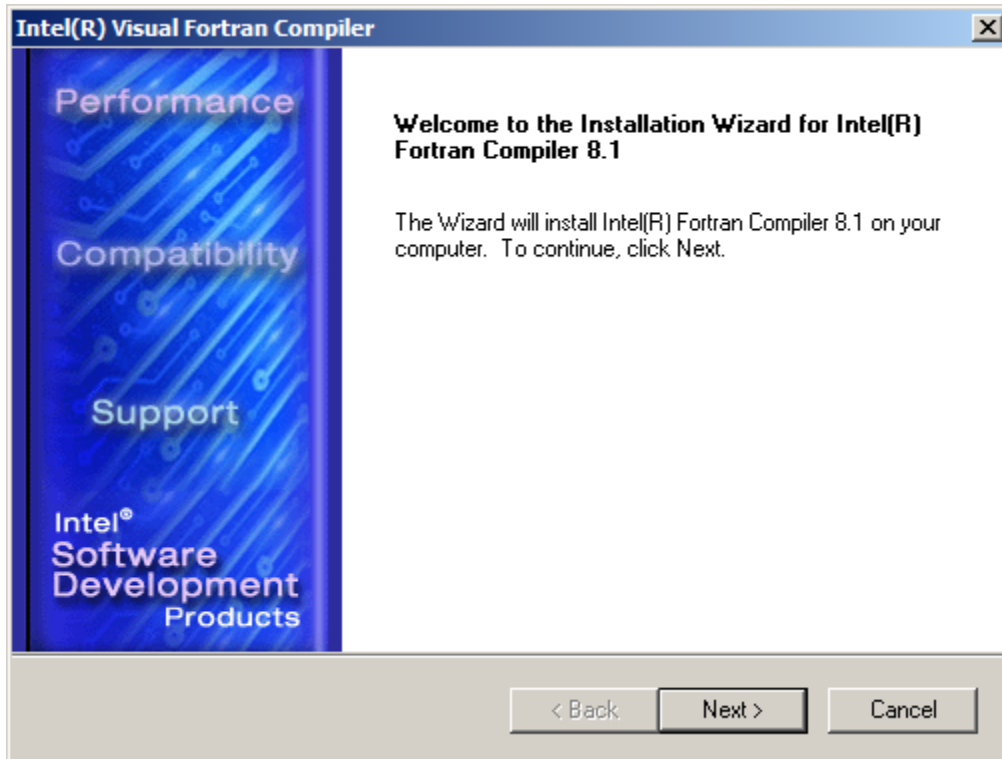 Intel(R) Visual Fortran Compiler
Performance
Compatibility
Support
Intel®
Software
Development
Products
Welcome to the Installation Wizard for Intel(R)
Fortran Compiler 8.1
The Wizard will install Intel(R) Fortran Compiler 8.1 on your
computer.  To continue, click Next.
< Back
Next >
Cancel